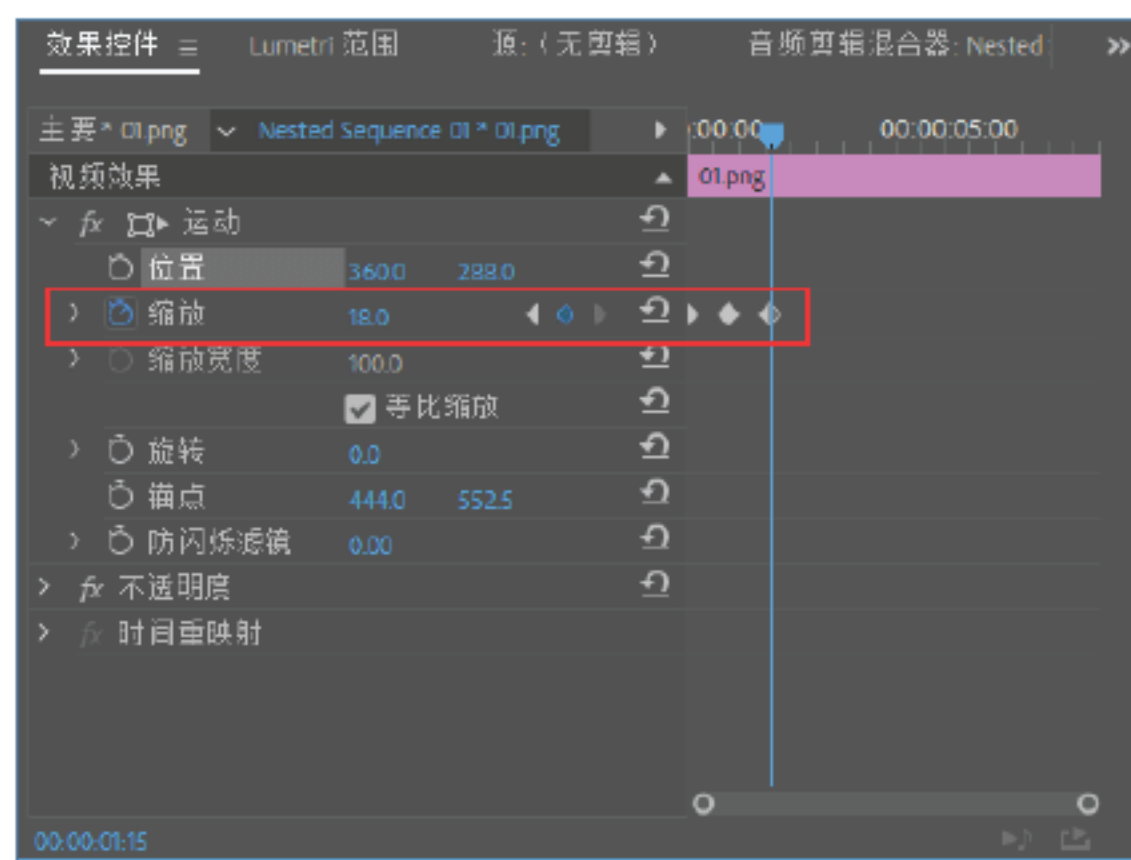 效果控件 ≡ Lumetri 范围 源:（无剪辑） 音频剪辑混合器: Nested »
主要* 01.png Nested Sequence 01 * 01.png :00:00 00:00:05:00
视频效果 01.png
fx 运动
位置 360.0 288.0
缩放 18.0
缩放宽度 100.0
等比缩放
旋转 0.0
锚点 444.0 552.5
防闪烁滤镜 0.00
fx 不透明度
fx 时间重映射
00:00:01:15